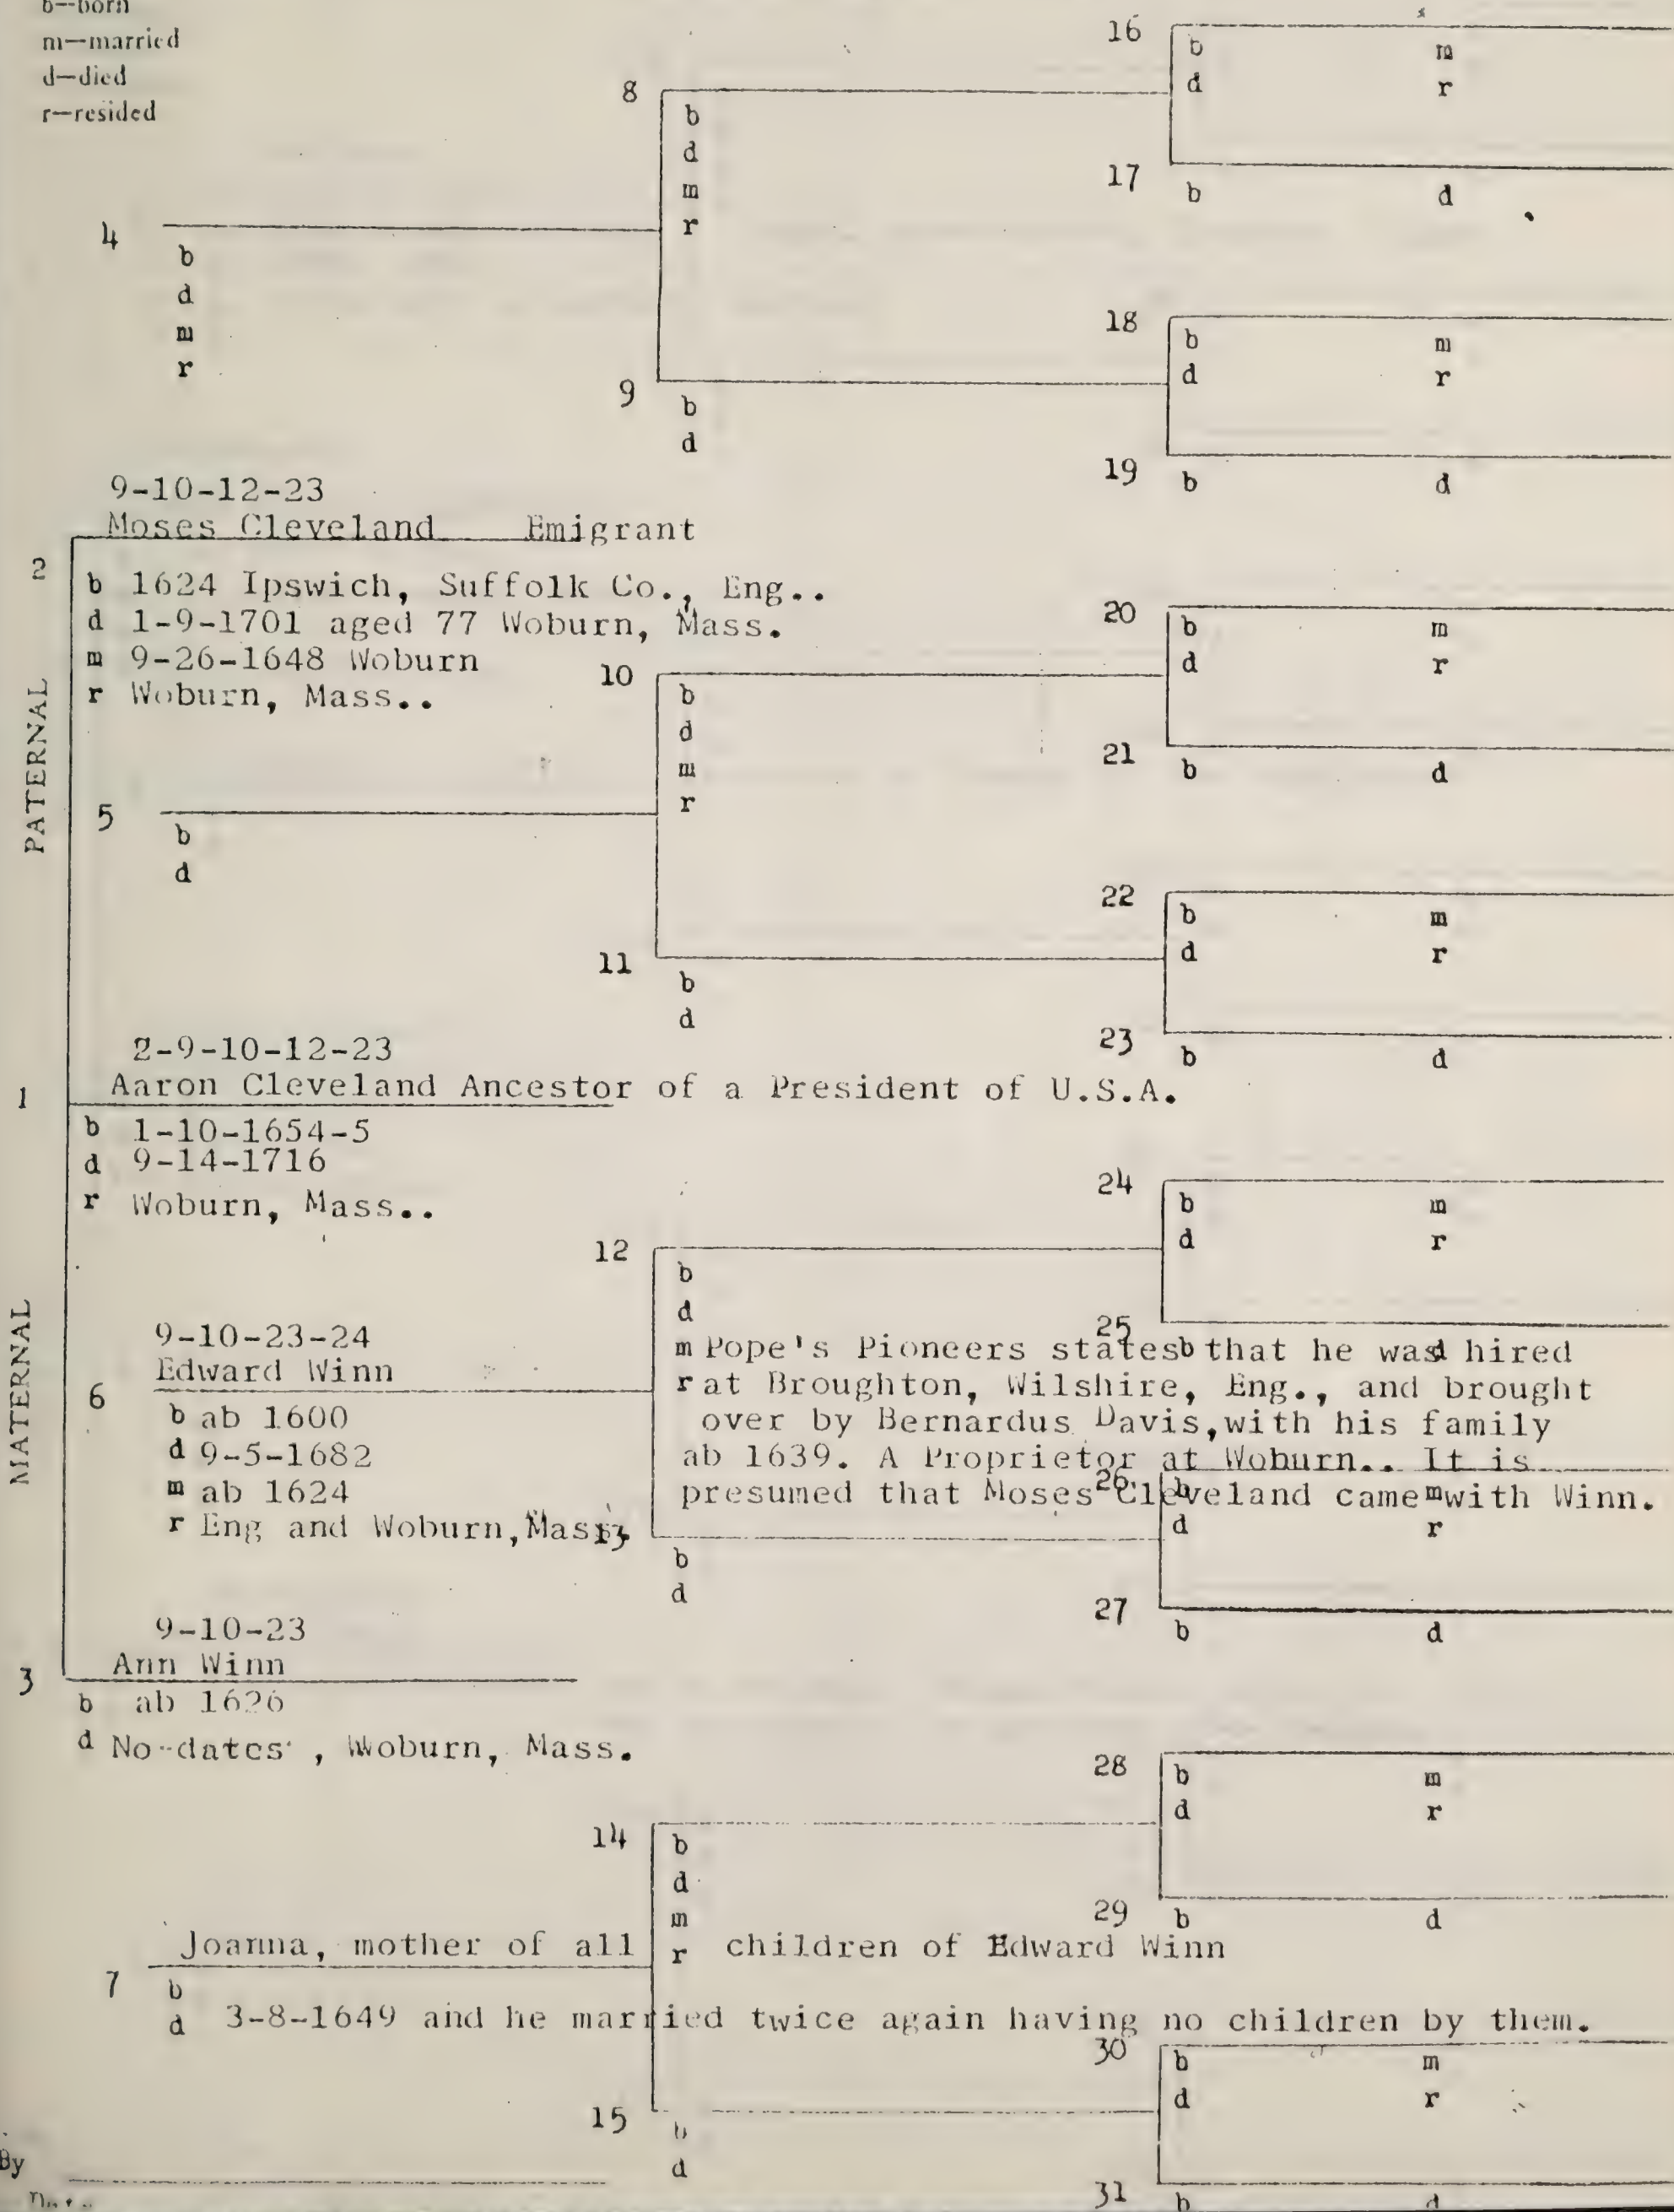 b—born
m—married
d—died
r—resided
16
b m
d r
8
b
d
m
r
17
b d
4
b
d
m
r
18
b m
d r
9
b
d
19
b d
9-10-12-23
Moses Cleveland Emigrant
2
b 1624 Ipswich, Suffolk Co., Eng..
d 1-9-1701 aged 77 Woburn, Mass.
m 9-26-1648 Woburn
r Woburn, Mass..
PATERNAL
20
b m
d r
10
b
d
m
r
21
b d
5
b
d
22
b m
d r
11
b
d
23
b d
2-9-10-12-23
1 Aaron Cleveland Ancestor of a President of U.S.A.
b 1-10-1654-5
d 9-14-1716
r Woburn, Mass..
24
b m
d r
12
b
d
m
r
25
b d
MATERNAL
9-10-23-24
Edward Winn
6
b ab 1600
d 9-5-1682
m ab 1624
r Eng and Woburn, Mass.
Pope's Pioneers states that he was hired
at Broughton, Wilshire, Eng., and brought
over by Bernardus Davis, with his family
ab 1639. A Proprietor at Woburn.. It is
presumed that Moses Cleveland came with Winn.
26
b m
d r
13
b
d
27
b d
9-10-23
3 Ann Winn
b ab 1626
d No dates , Woburn, Mass.
28
b m
d r
14
b
d
m
r
29
b d
Joanna, mother of all children of Edward Winn
7
b
d 3-8-1649 and he married twice again having no children by them.
30
b m
d r
15
b
d
By
31
b d